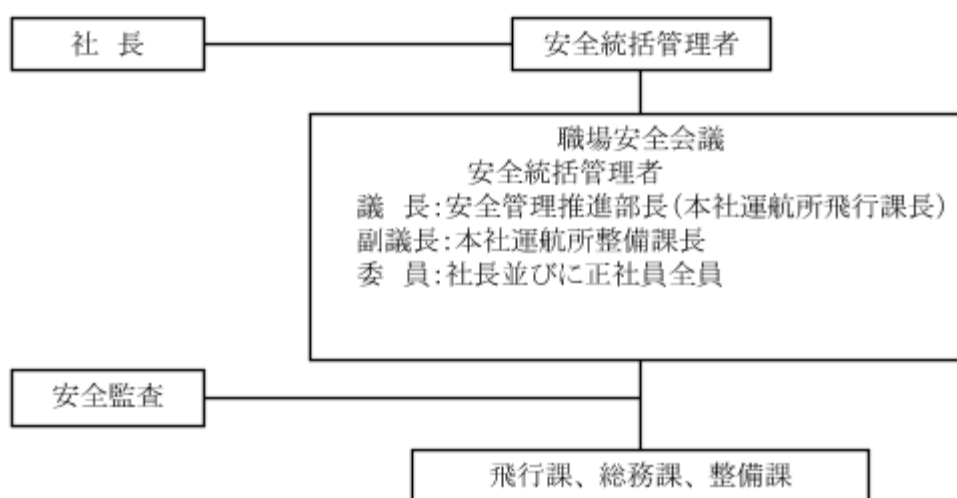 社 長
安全統括管理者
職場安全会議
安全統括管理者
議 長:安全管理推進部長(本社運航所飛行課長)
副議長:本社運航所整備課長
委 員:社長並びに正社員全員
安全監査
飛行課、総務課、整備課